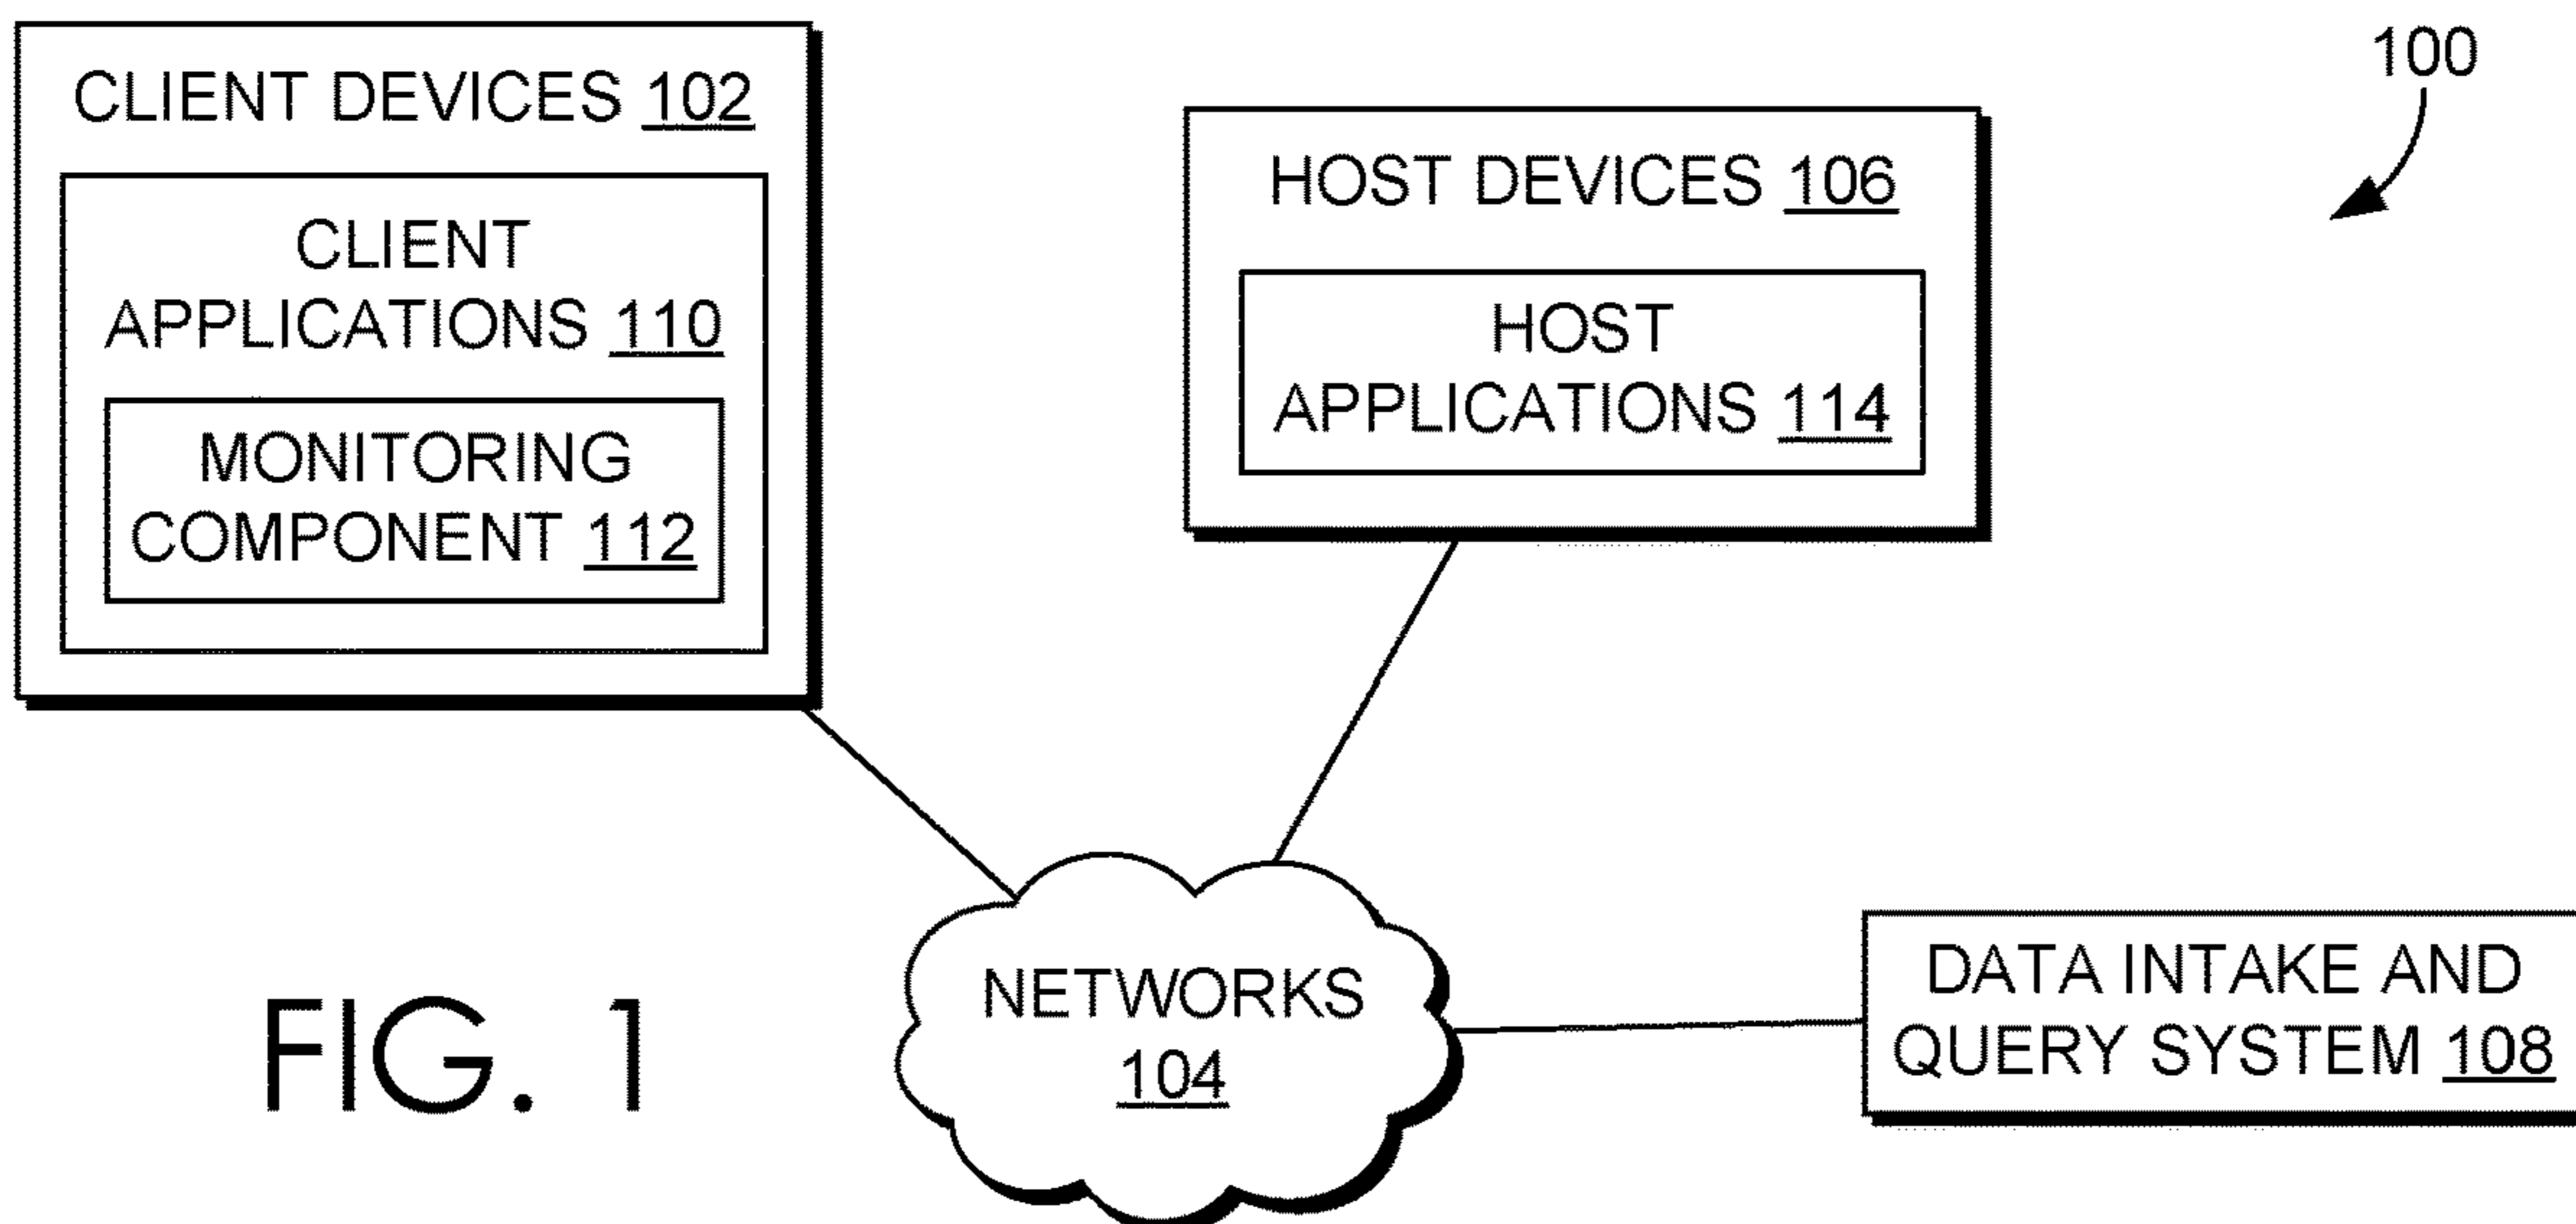 CLIENT DEVICES 102
CLIENT
APPLICATIONS 110
MONITORING
COMPONENT 112
HOST DEVICES 106
HOST
APPLICATIONS 114
100
NETWORKS
104
DATA INTAKE AND
QUERY SYSTEM 108
FIG. 1